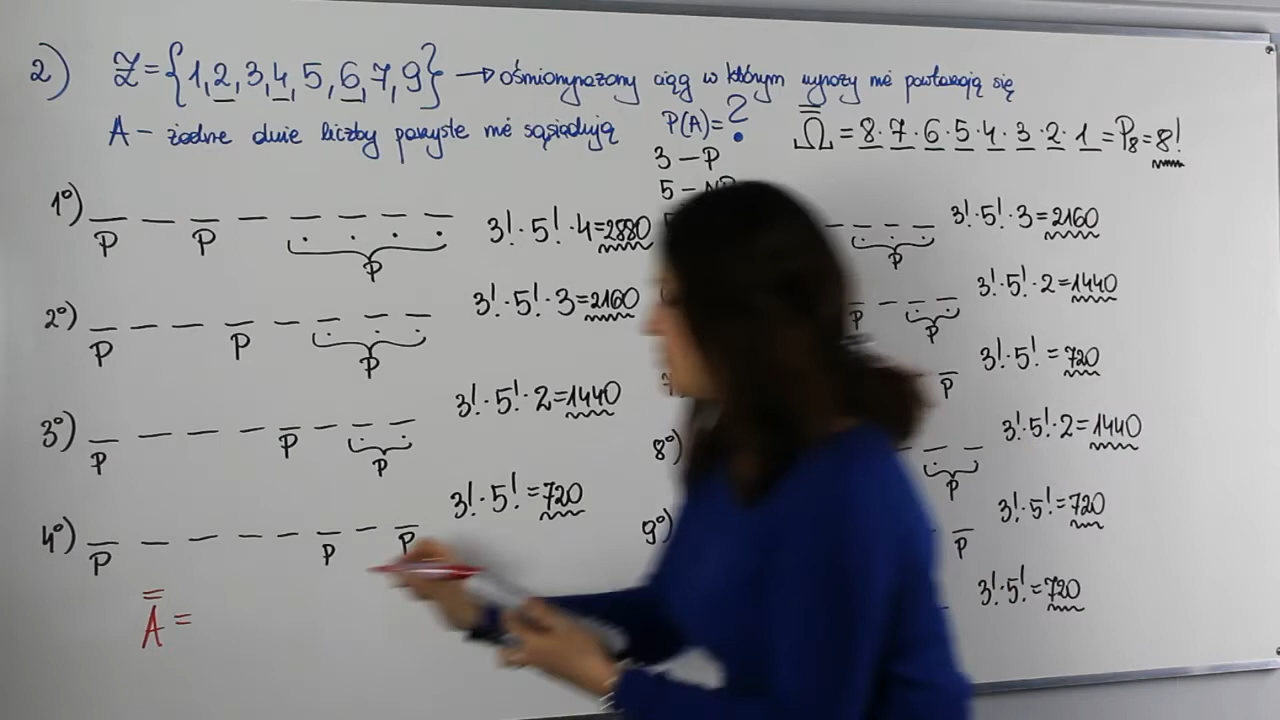 2) Z = {1, 2, 3, 4, 5, 6, 7, 9} → ośmiowyrazowy ciąg w którym wyrazy nie powtarzają się
A – żadne dwie liczby parzyste nie sąsiadują P(A) = ?
Ω̿ = 8 · 7 · 6 · 5 · 4 · 3 · 2 · 1 = P₈ = 8!
3 – P
5 – NP
1°) _ _ _ _ _ _ _ _ 3! · 5! · 4 = 2880
P P P
2°) _ _ _ _ _ _ _ _ 3! · 5! · 3 = 2160
P P P
3°) _ _ _ _ _ _ _ _ 3! · 5! · 2 = 1440
P P P
4°) _ _ _ _ _ _ _ _ 3! · 5! = 720
P P P
A̿ =
3! · 5! · 3 = 2160
P
3! · 5! · 2 = 1440
P P
3! · 5! = 720
P
8°) 3! · 5! · 2 = 1440
P
9°) 3! · 5! = 720
P
3! · 5! = 720